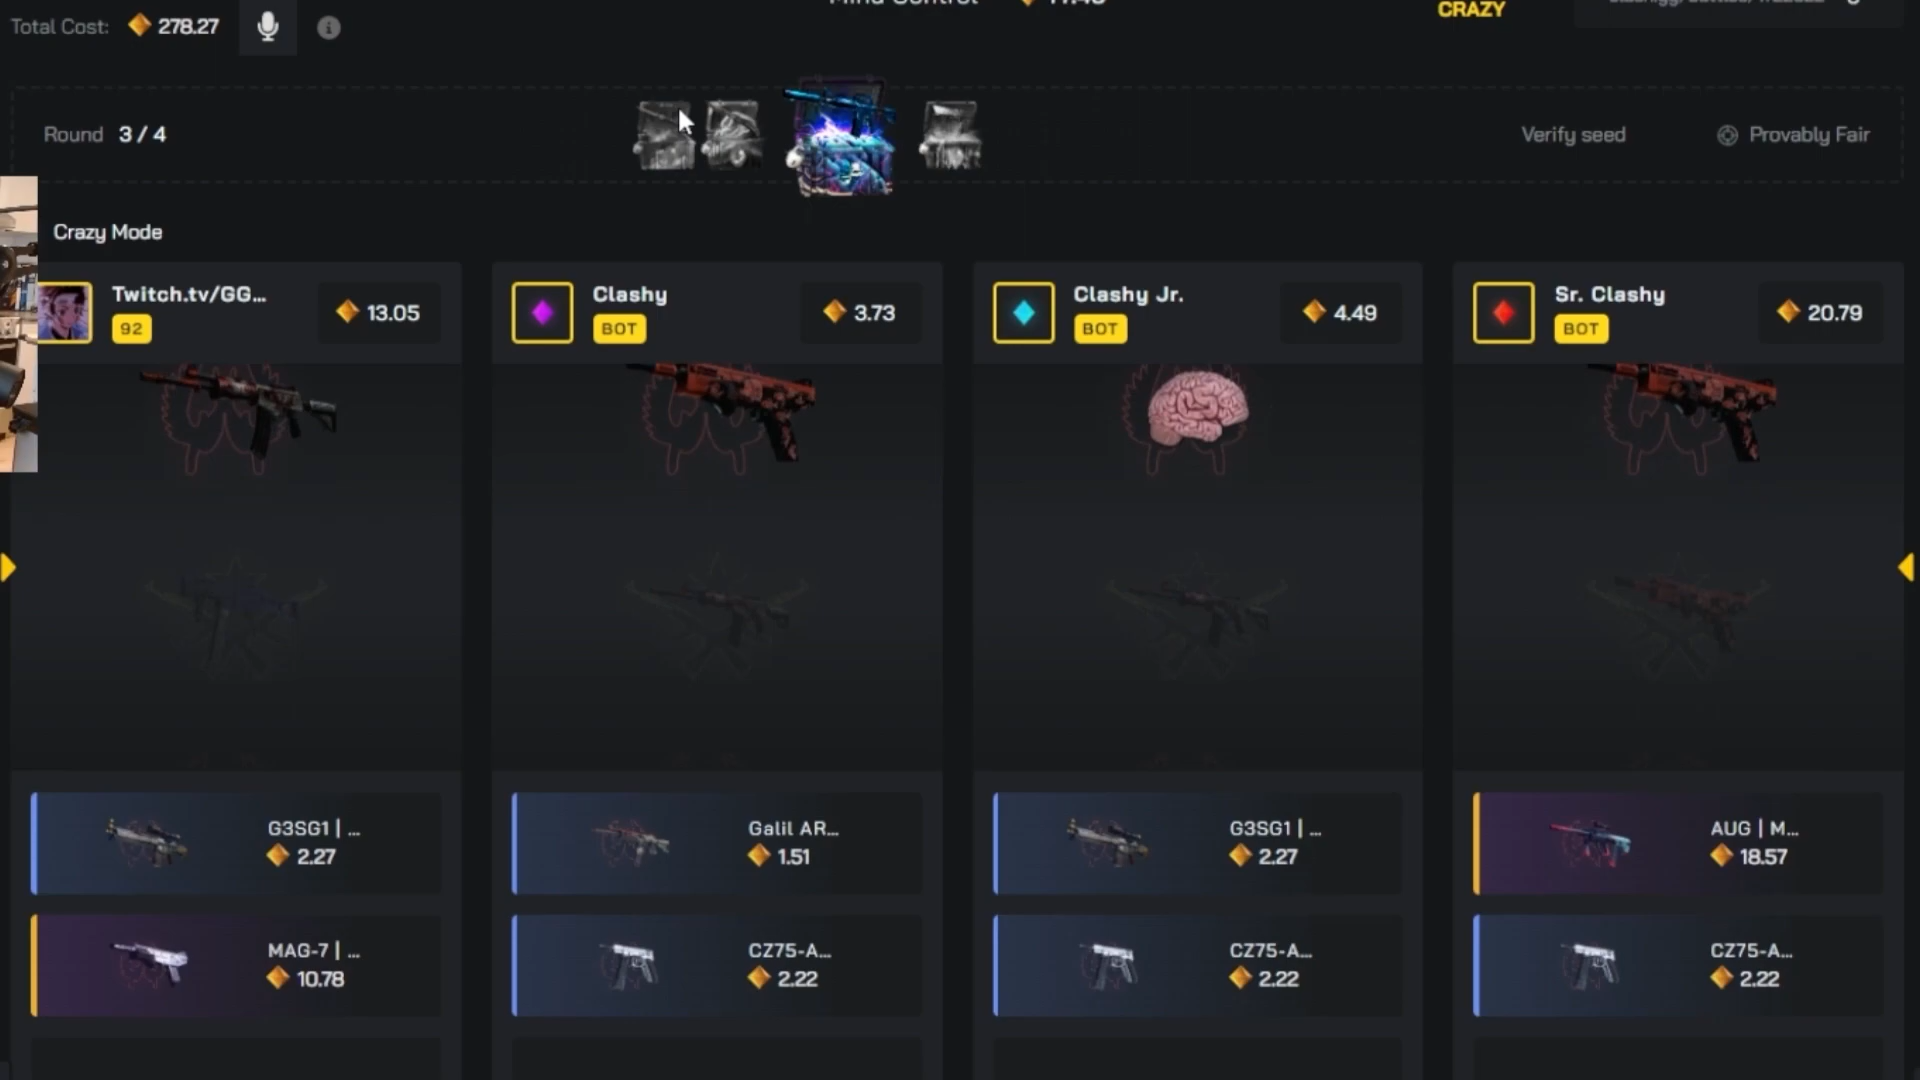 Total Cost: 278.27
Mind Control
CRAZY
Round 3 / 4
Verify seed
Provably Fair
Crazy Mode
Twitch.tv/GG...
92
13.05
Clashy
BOT
3.73
Clashy Jr.
BOT
4.49
Sr. Clashy
BOT
20.79
G3SG1 | ...
2.27
Galil AR...
1.51
G3SG1 | ...
2.27
AUG | M...
18.57
MAG-7 | ...
10.78
CZ75-A...
2.22
CZ75-A...
2.22
CZ75-A...
2.22